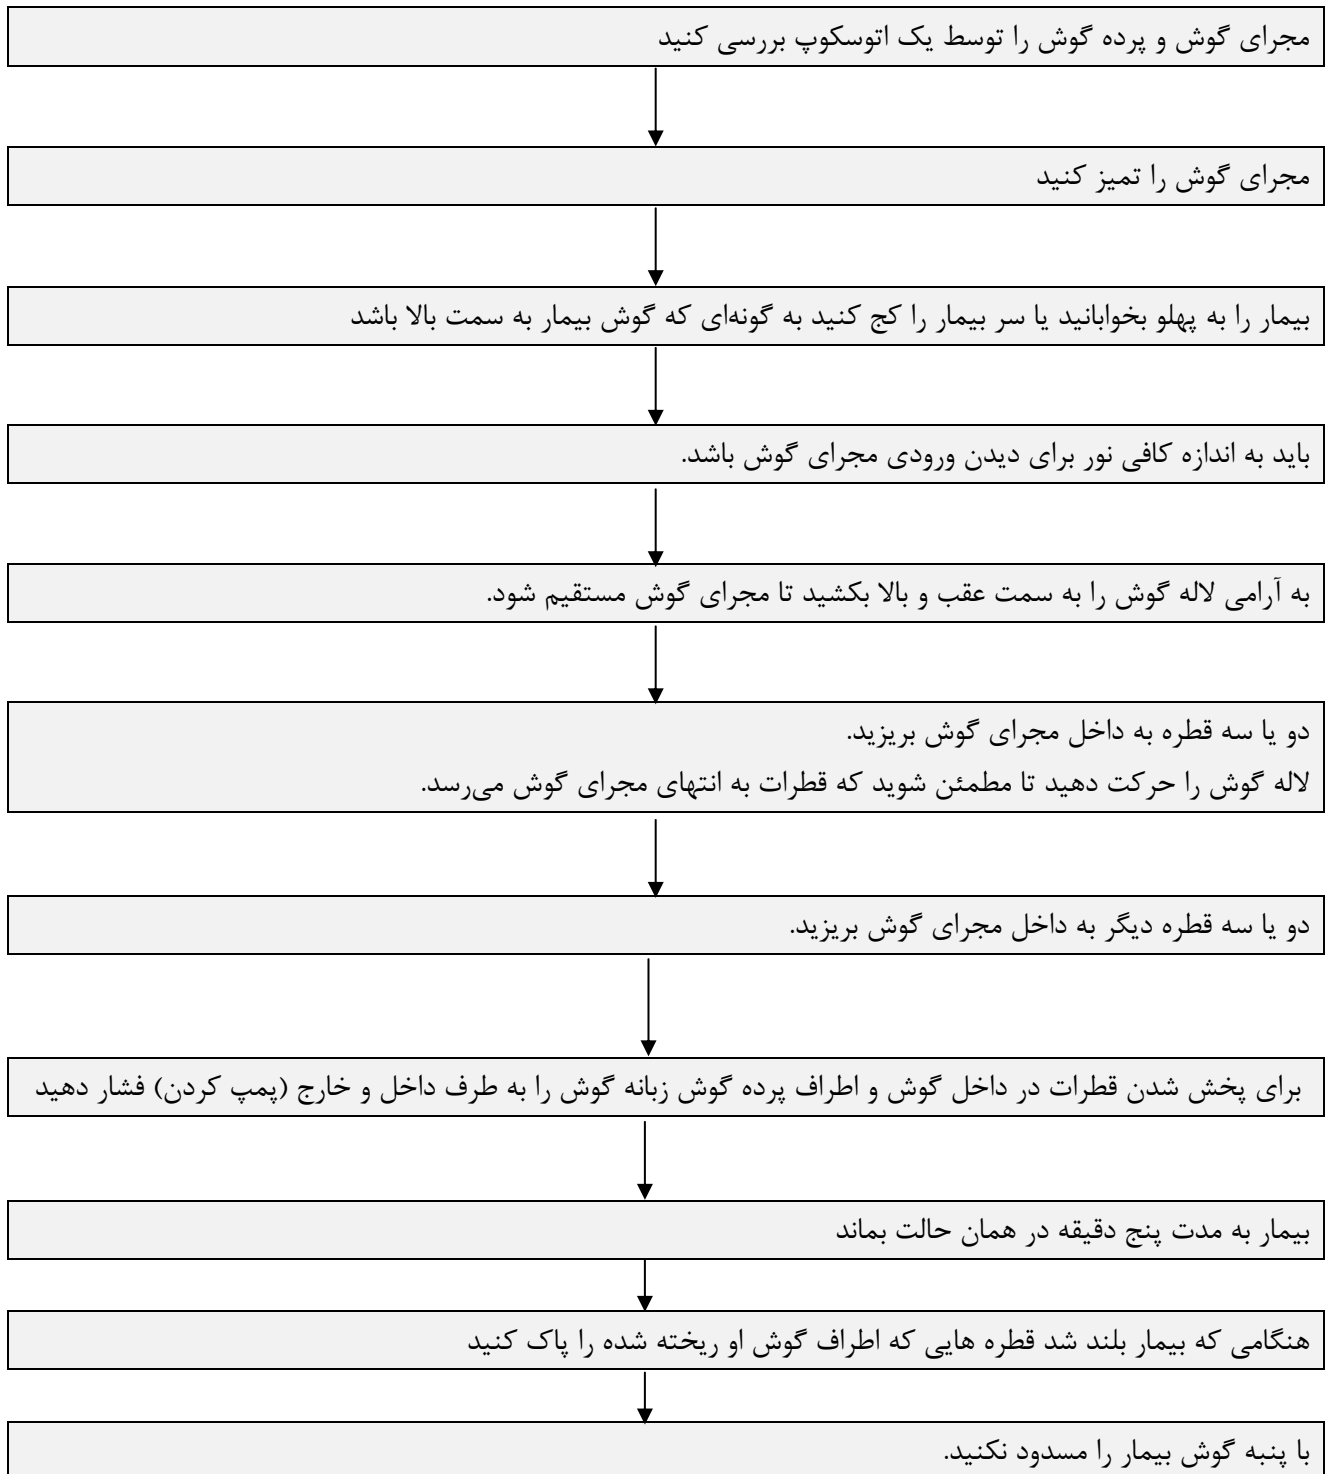 مجرای گوش و پرده گوش را توسط یک اتوسکوپ بررسی کنید
مجرای گوش را تمیز کنید
بیمار را به پهلو بخوابانید یا سر بیمار را کج کنید به گونه‌ای که گوش بیمار به سمت بالا باشد
باید به اندازه کافی نور برای دیدن ورودی مجرای گوش باشد.
به آرامی لاله گوش را به سمت عقب و بالا بکشید تا مجرای گوش مستقیم شود.
دو یا سه قطره به داخل مجرای گوش بریزید.
لاله گوش را حرکت دهید تا مطمئن شوید که قطرات به انتهای مجرای گوش می‌رسد.
دو یا سه قطره دیگر به داخل مجرای گوش بریزید.
برای پخش شدن قطرات در داخل گوش و اطراف پرده گوش زبانه گوش را به طرف داخل و خارج (پمپ کردن) فشار دهید
بیمار به مدت پنج دقیقه در همان حالت بماند
هنگامی که بیمار بلند شد قطره هایی که اطراف گوش او ریخته شده را پاک کنید
با پنبه گوش بیمار را مسدود نکنید.